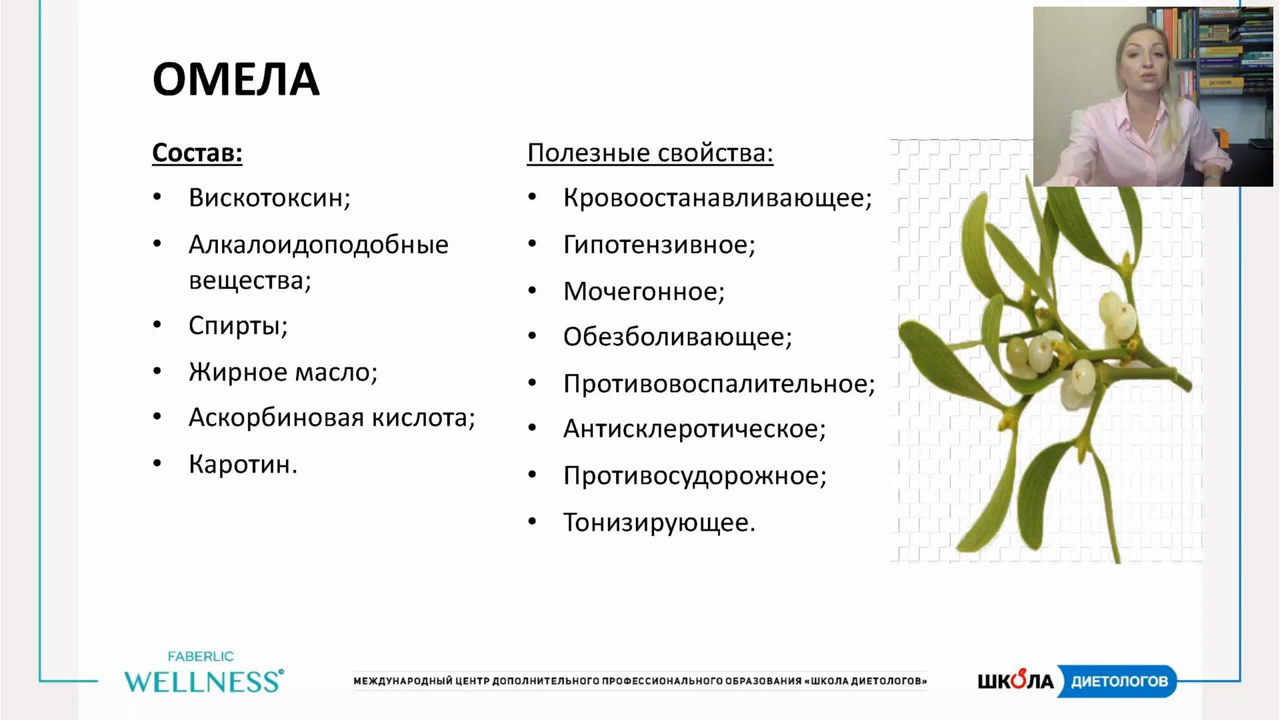 ОМЕЛА
Состав:
• Вискотоксин;
• Алкалоидоподобные
вещества;
• Спирты;
• Жирное масло;
• Аскорбиновая кислота;
• Каротин.
Полезные свойства:
• Кровоостанавливающее;
• Гипотензивное;
• Мочегонное;
• Обезболивающее;
• Противовоспалительное;
• Антисклеротическое;
• Противосудорожное;
• Тонизирующее.
FABERLIC
WELLNESS
МЕЖДУНАРОДНЫЙ ЦЕНТР ДОПОЛНИТЕЛЬНОГО ПРОФЕССИОНАЛЬНОГО ОБРАЗОВАНИЯ «ШКОЛА ДИЕТОЛОГОВ»
ШКОЛА ДИЕТОЛОГОВ